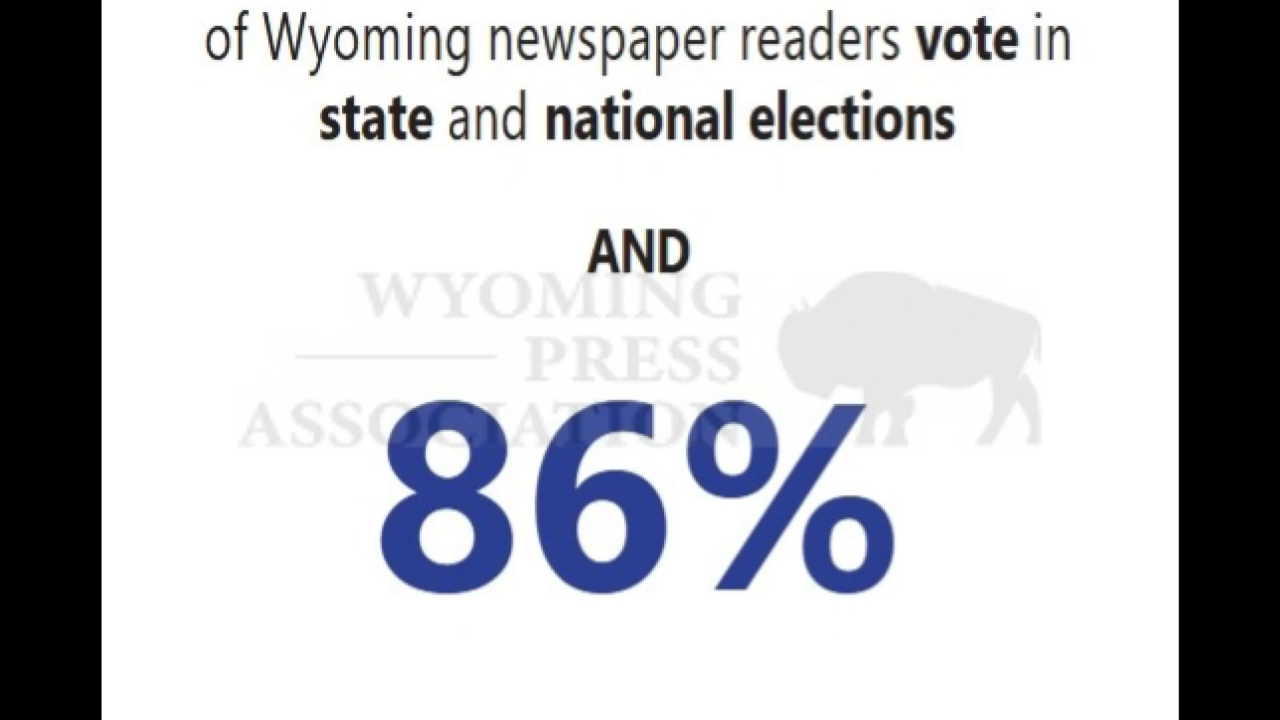 of Wyoming newspaper readers vote in
state and national elections
AND
WYOMING
PRESS
ASSOCIATION
86%